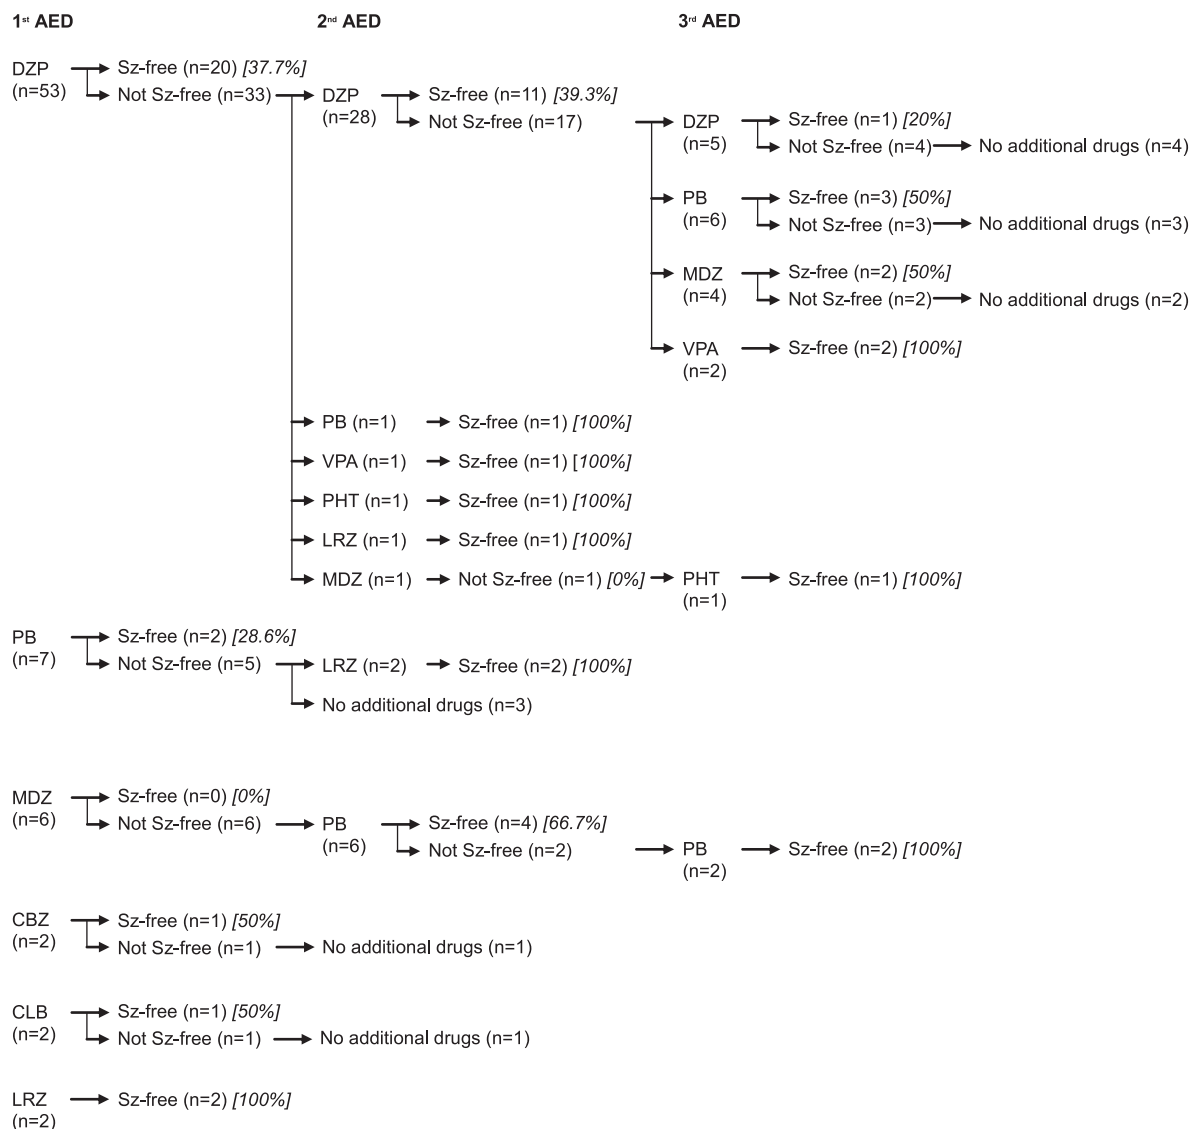 1st AED 2nd AED 3rd AED
DZP Sz-free (n=20) [37.7%]
(n=53) Not Sz-free (n=33) DZP Sz-free (n=11) [39.3%]
(n=28) Not Sz-free (n=17) DZP Sz-free (n=1) [20%]
(n=5) Not Sz-free (n=4) No additional drugs (n=4)
PB Sz-free (n=3) [50%]
(n=6) Not Sz-free (n=3) No additional drugs (n=3)
MDZ Sz-free (n=2) [50%]
(n=4) Not Sz-free (n=2) No additional drugs (n=2)
VPA Sz-free (n=2) [100%]
(n=2)
PB (n=1) Sz-free (n=1) [100%]
VPA (n=1) Sz-free (n=1) [100%]
PHT (n=1) Sz-free (n=1) [100%]
LRZ (n=1) Sz-free (n=1) [100%]
MDZ (n=1) Not Sz-free (n=1) [0%] PHT Sz-free (n=1) [100%]
(n=1)
PB Sz-free (n=2) [28.6%]
(n=7) Not Sz-free (n=5) LRZ (n=2) Sz-free (n=2) [100%]
No additional drugs (n=3)
MDZ Sz-free (n=0) [0%]
(n=6) Not Sz-free (n=6) PB Sz-free (n=4) [66.7%]
(n=6) Not Sz-free (n=2) PB Sz-free (n=2) [100%]
(n=2)
CBZ Sz-free (n=1) [50%]
(n=2) Not Sz-free (n=1) No additional drugs (n=1)
CLB Sz-free (n=1) [50%]
(n=2) Not Sz-free (n=1) No additional drugs (n=1)
LRZ Sz-free (n=2) [100%]
(n=2)